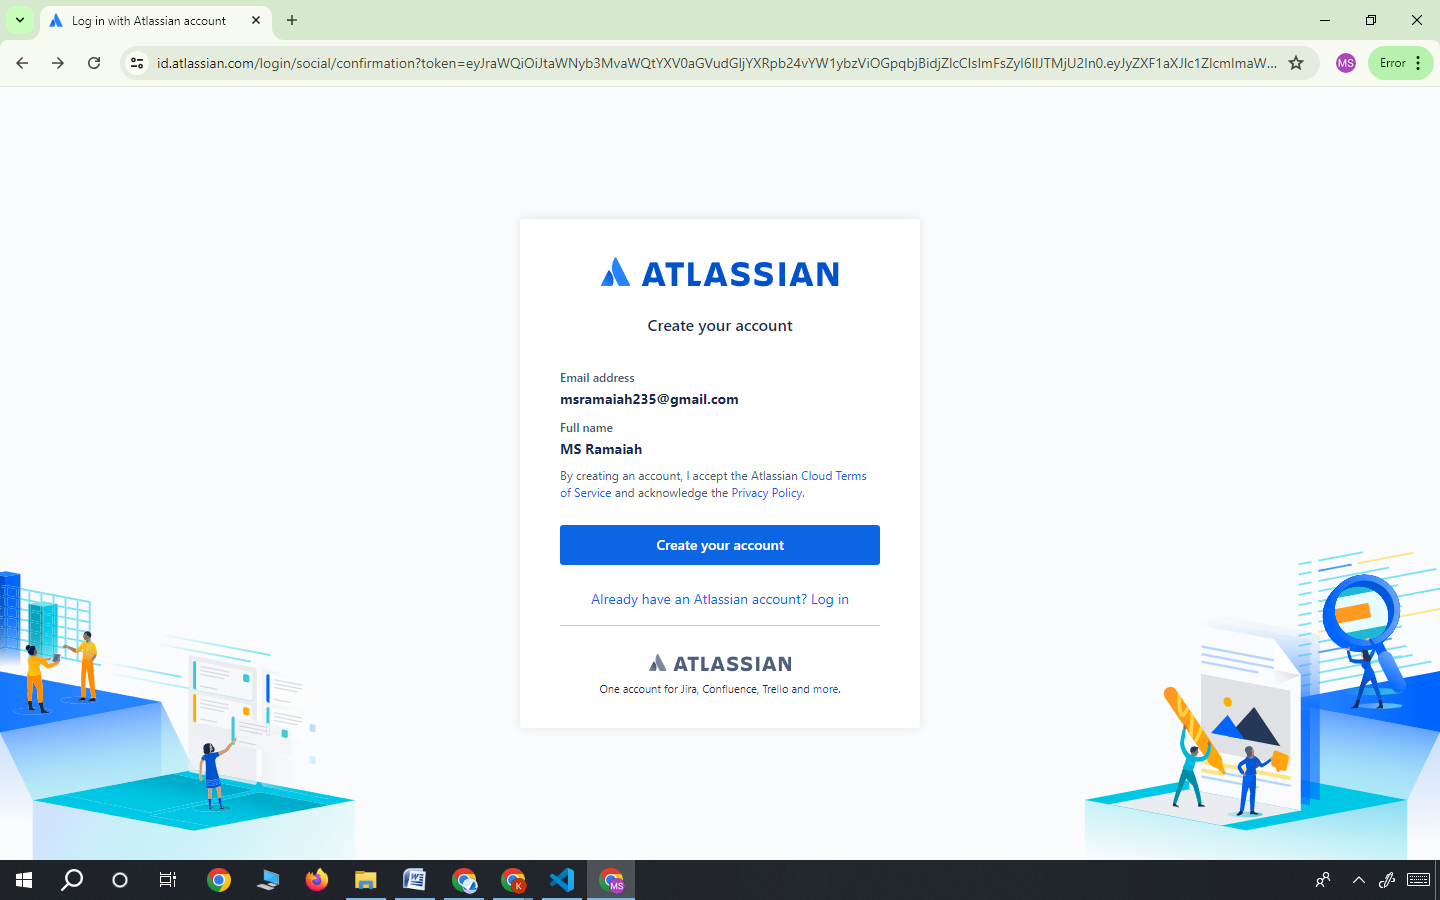 Log in with Atlassian account
id.atlassian.com/login/social/confirmation?token=eyJraWQiOiJtaWNyb3MvaWQtYXV0aGVudGljYXRpb24vYW1ybzViOGpqbjBidjZlcCIsImFsZyI6IlJTMjU2In0.eyJyZXF1aXJlc1ZlcmlmaW...
MS
Error
ATLASSIAN
Create your account
Email address
msramaiah235@gmail.com
Full name
MS Ramaiah
By creating an account, I accept the Atlassian Cloud Terms
of Service and acknowledge the Privacy Policy.
Create your account
Already have an Atlassian account? Log in
ATLASSIAN
One account for Jira, Confluence, Trello and more.
W
K
MS